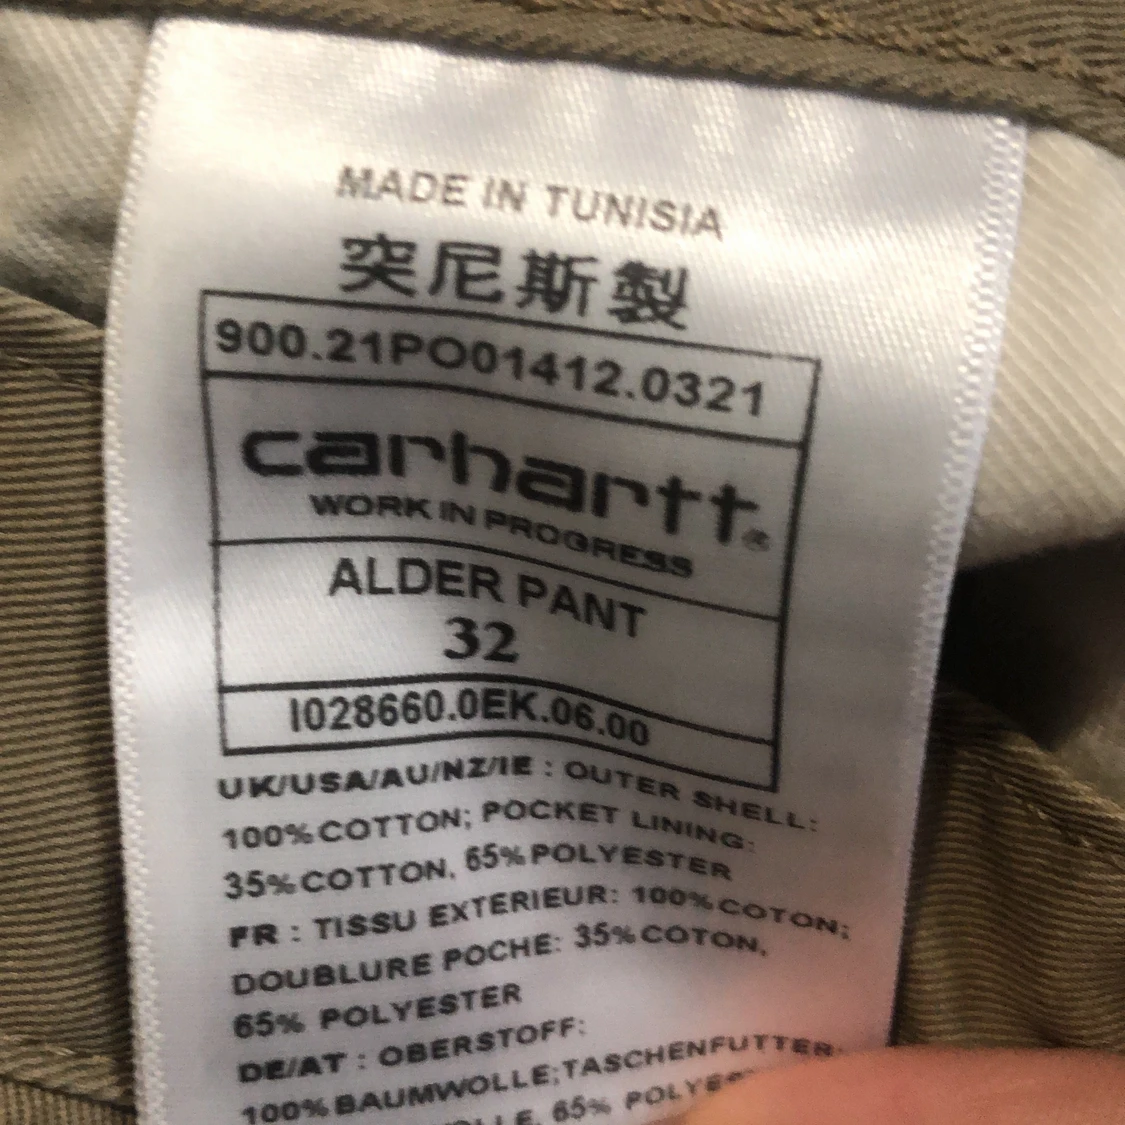 MADE IN TUNISIA
突尼斯製
900.21PO01412.0321
carhartt®
WORK IN PROGRESS
ALDER PANT
32
I028660.0EK.06.00
UK/USA/AU/NZ/IE : OUTER SHELL:
100% COTTON; POCKET LINING:
35% COTTON, 65% POLYESTER
FR : TISSU EXTERIEUR: 100% COTON;
DOUBLURE POCHE: 35% COTON,
65% POLYESTER
DE/AT : OBERSTOFF:
100% BAUMWOLLE;TASCHENFUTTER
65%